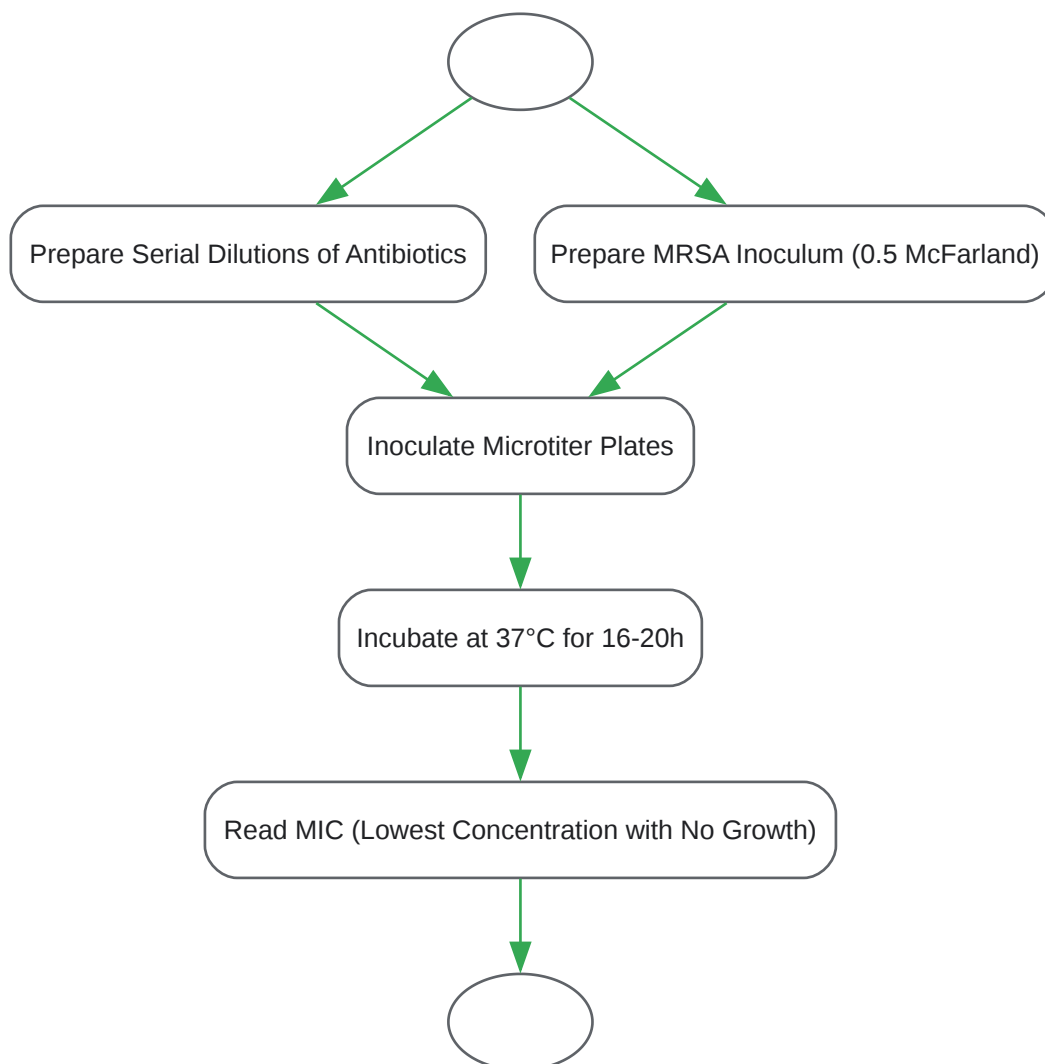 Prepare Serial Dilutions of Antibiotics
Prepare MRSA Inoculum (0.5 McFarland)
Inoculate Microtiter Plates
Incubate at 37°C for 16-20h
Read MIC (Lowest Concentration with No Growth)